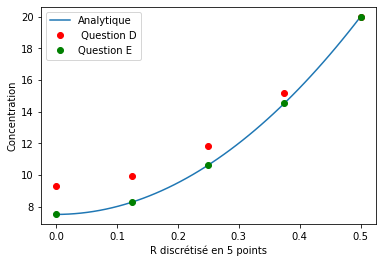 20
18
16
14
12
10
8
Concentration
Analytique
Question D
Question E
0.0
0.1
0.2
0.3
0.4
0.5
R discrétisé en 5 points